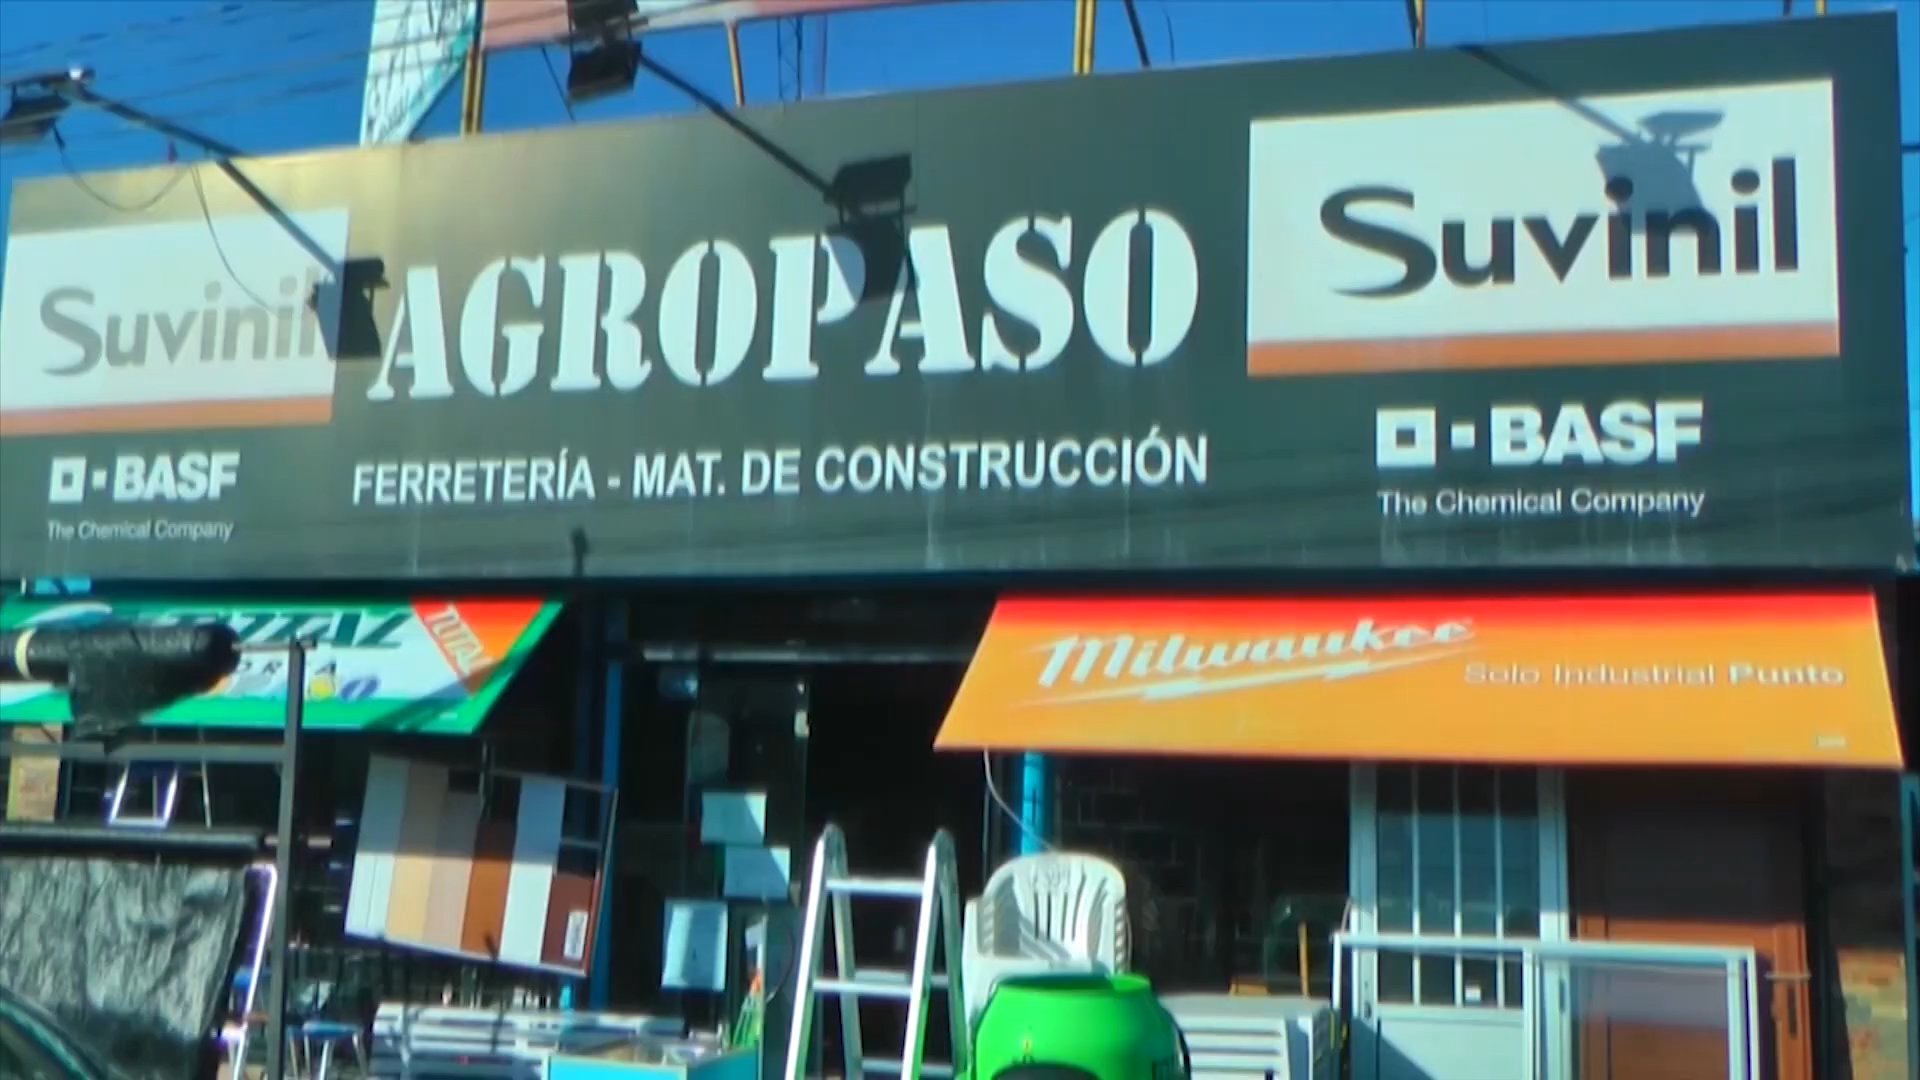 Suvinil
BASF
The Chemical Company
AGROPASO
FERRETERÍA - MAT. DE CONSTRUCCIÓN
Suvinil
BASF
The Chemical Company
TOTAL
Milwaukee
Solo Industrial Punto